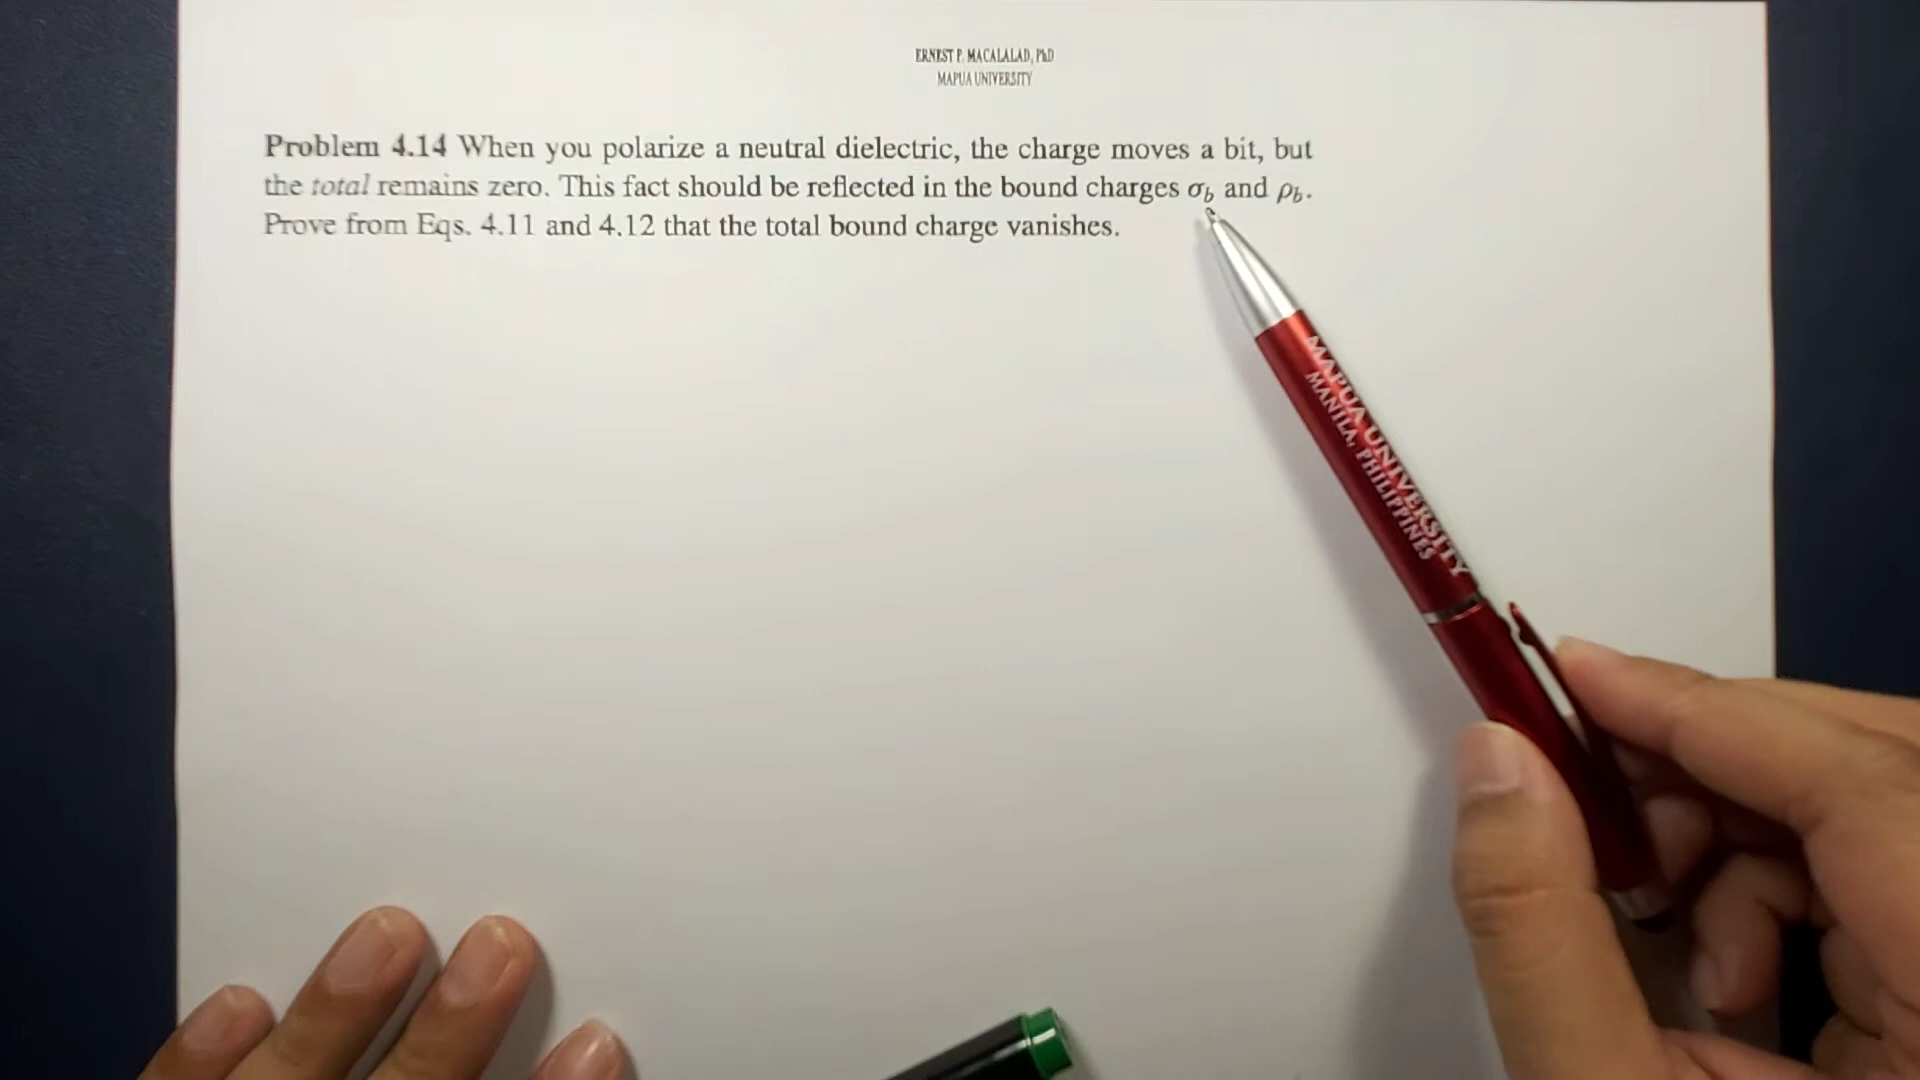 ERNEST P. MACALALAD, PhD
MAPUA UNIVERSITY
Problem 4.14 When you polarize a neutral dielectric, the charge moves a bit, but
the total remains zero. This fact should be reflected in the bound charges σb and ρb.
Prove from Eqs. 4.11 and 4.12 that the total bound charge vanishes.
MAPUA UNIVERSITY
MANILA, PHILIPPINES